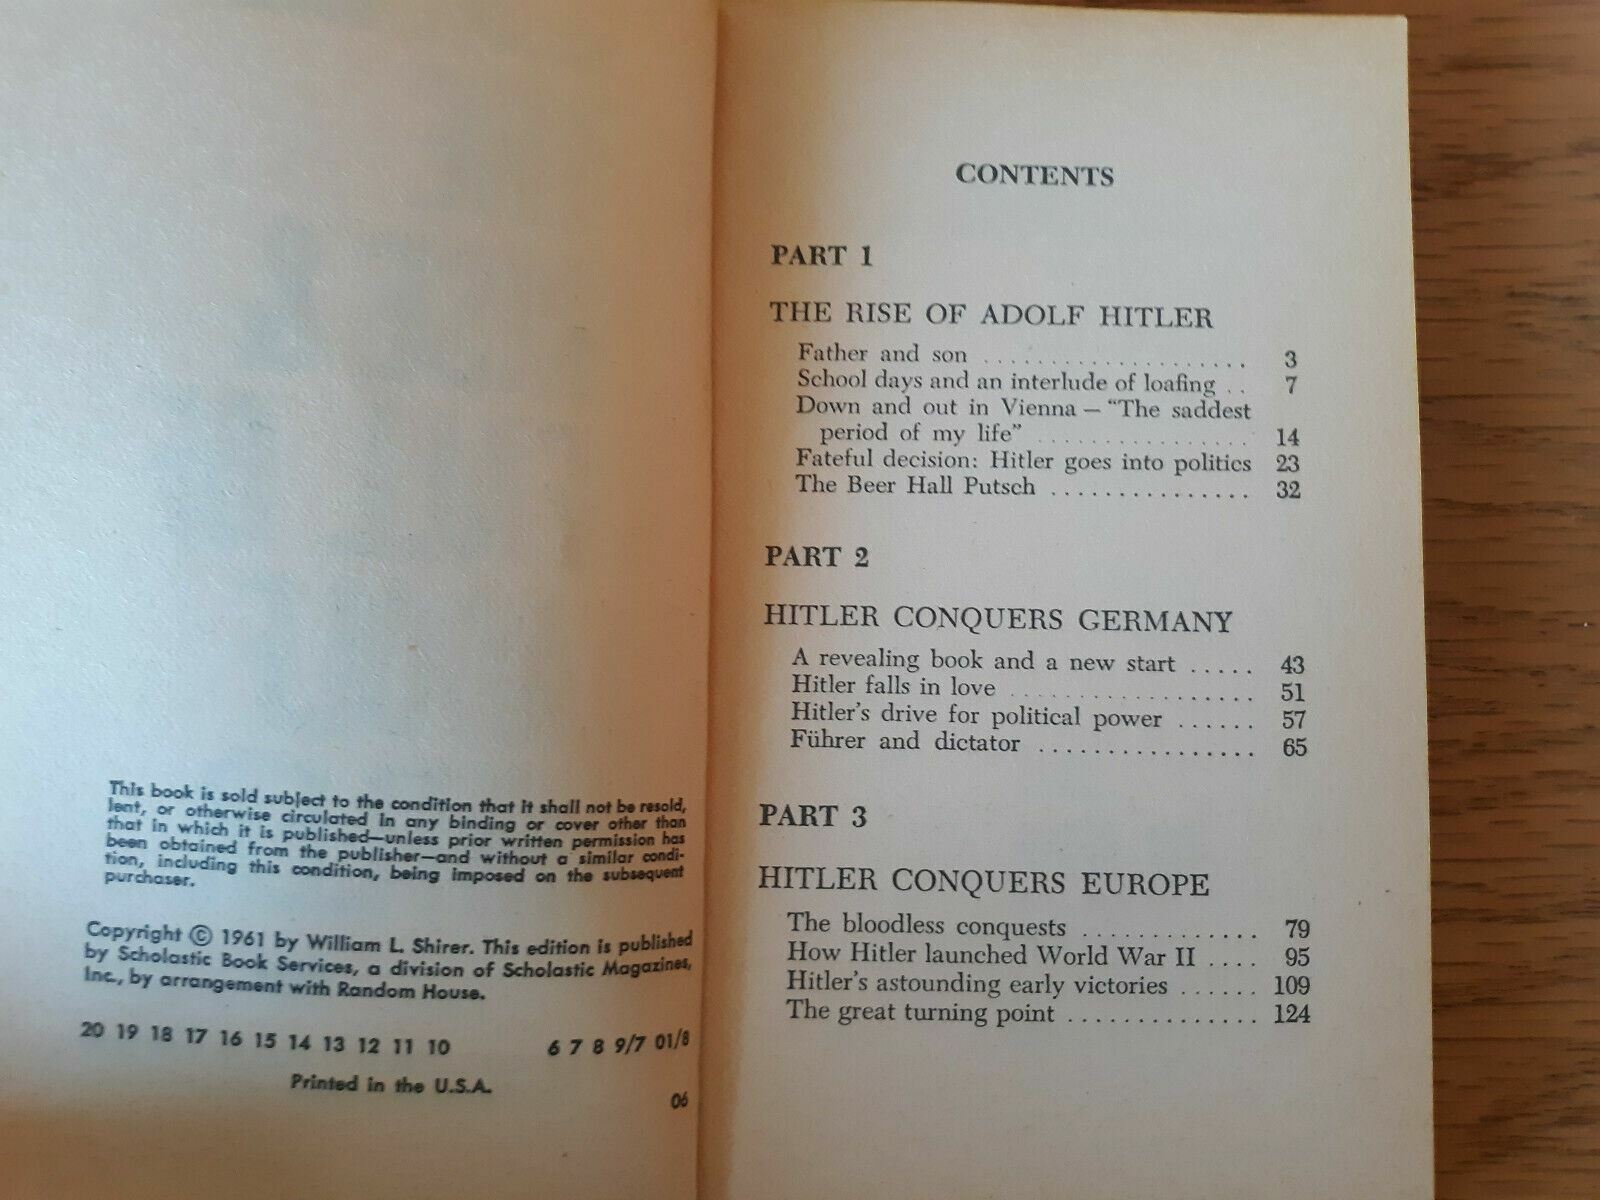 This book is sold subject to the condition that it shall not be resold,
lent, or otherwise circulated in any binding or cover other than
that in which it is published—unless prior written permission has
been obtained from the publisher—and without a similar condi-
tion, including this condition, being imposed on the subsequent
purchaser.
Copyright © 1961 by William L. Shirer. This edition is published
by Scholastic Book Services, a division of Scholastic Magazines,
Inc., by arrangement with Random House.
20 19 18 17 16 15 14 13 12 11 10 6 7 8 9/7 01/8
Printed in the U.S.A.
06
CONTENTS
PART 1
THE RISE OF ADOLF HITLER
Father and son . . . . . . . . . . . . . . . . . . . . 3
School days and an interlude of loafing . . 7
Down and out in Vienna — "The saddest
period of my life" . . . . . . . . . . . . . . . . 14
Fateful decision: Hitler goes into politics 23
The Beer Hall Putsch . . . . . . . . . . . . . . . 32
PART 2
HITLER CONQUERS GERMANY
A revealing book and a new start . . . . . 43
Hitler falls in love . . . . . . . . . . . . . . . . . . 51
Hitler's drive for political power . . . . . . 57
Führer and dictator . . . . . . . . . . . . . . . . 65
PART 3
HITLER CONQUERS EUROPE
The bloodless conquests . . . . . . . . . . . . . 79
How Hitler launched World War II . . . . 95
Hitler's astounding early victories . . . . . . 109
The great turning point . . . . . . . . . . . . . . 124